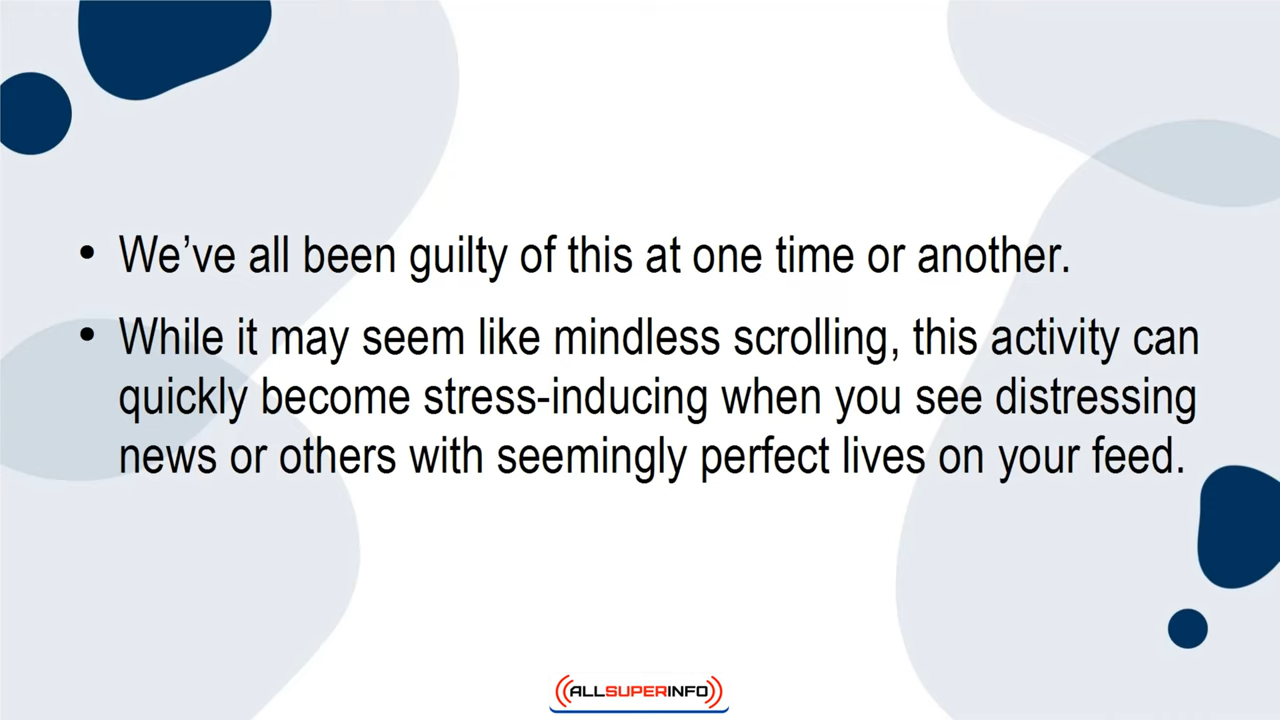 • We’ve all been guilty of this at one time or another.
• While it may seem like mindless scrolling, this activity can
quickly become stress-inducing when you see distressing
news or others with seemingly perfect lives on your feed.
ALLSUPERINFO